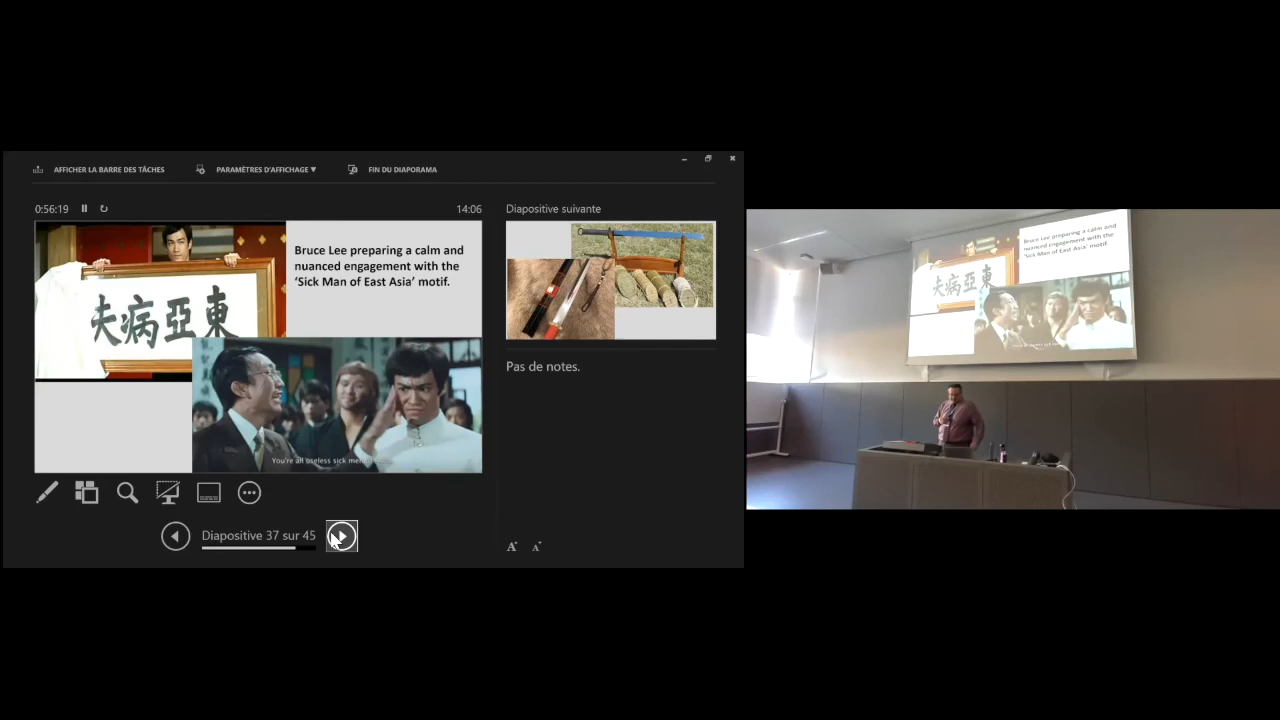 AFFICHER LA BARRE DES TÂCHES
PARAMÈTRES D'AFFICHAGE ▼
FIN DU DIAPORAMA
0:56:19
14:06
Diapositive suivante
Bruce Lee preparing a calm and
nuanced engagement with the
‘Sick Man of East Asia’ motif.
夫病亞東
You're all useless sick men
Pas de notes.
Diapositive 37 sur 45
A A
Bruce Lee preparing a calm and
nuanced engagement with the
‘Sick Man of East Asia’ motif.
夫病亞東